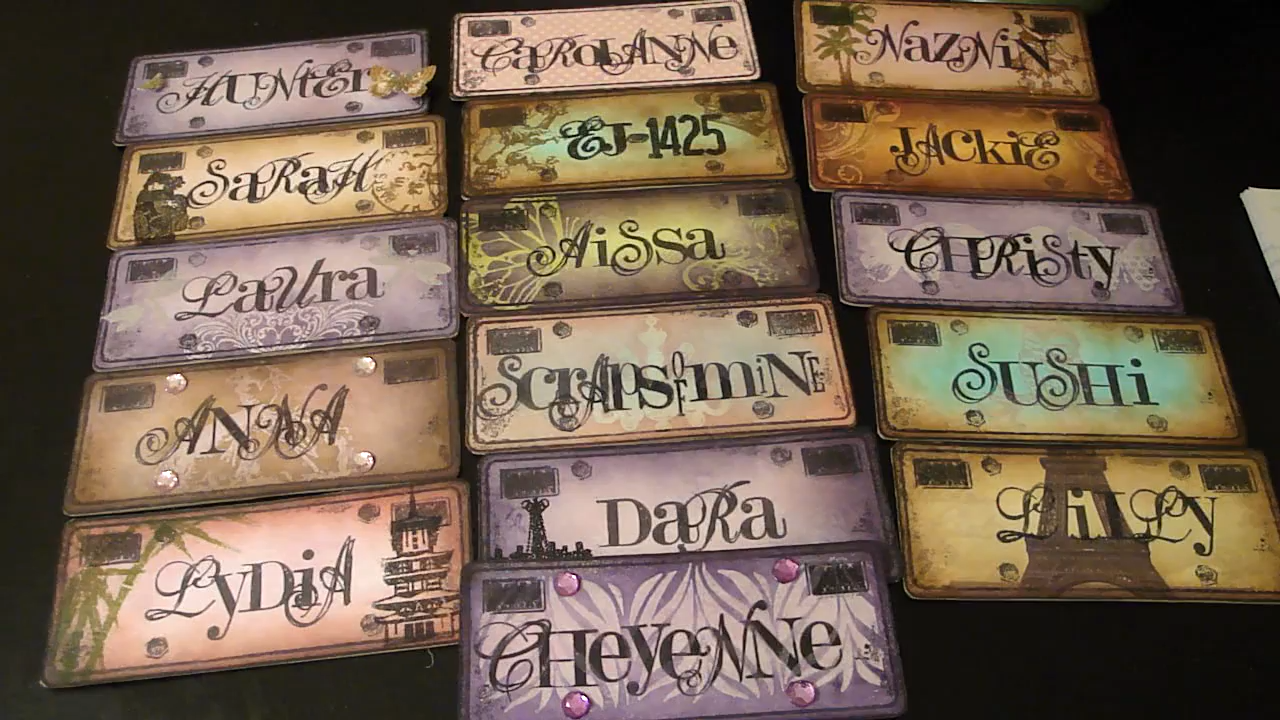 HUNtEr
SaRaH
LaUra
ANNA
LyDiA
CaRolANNe
EJ-1425
AiSsa
ScrApsofmiNE
DaRa
CHeyeNNe
NazNiN
JAckiE
CHRiSty
SUSHi
LiLLy